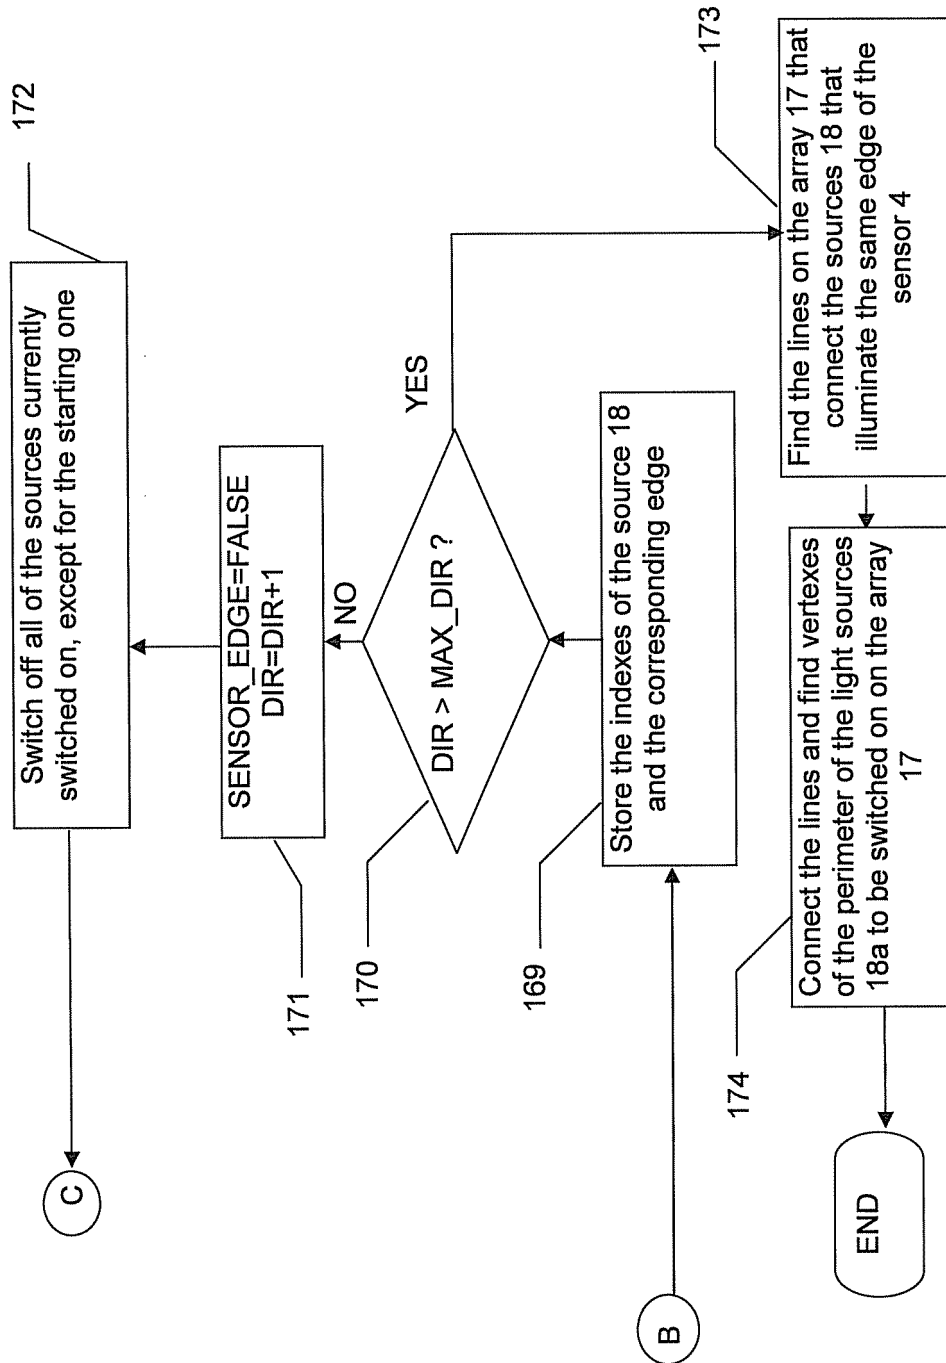 172
Switch off all of the sources currently
switched on, except for the starting one
C
SENSOR_EDGE=FALSE
DIR=DIR+1
171
NO
DIR > MAX_DIR ?
YES
170
Store the indexes of the source 18
and the corresponding edge
169
B
173
Find the lines on the array 17 that
connect the sources 18 that
illuminate the same edge of the
sensor 4
Connect the lines and find vertexes
of the perimeter of the light sources
18a to be switched on on the array
17
174
END